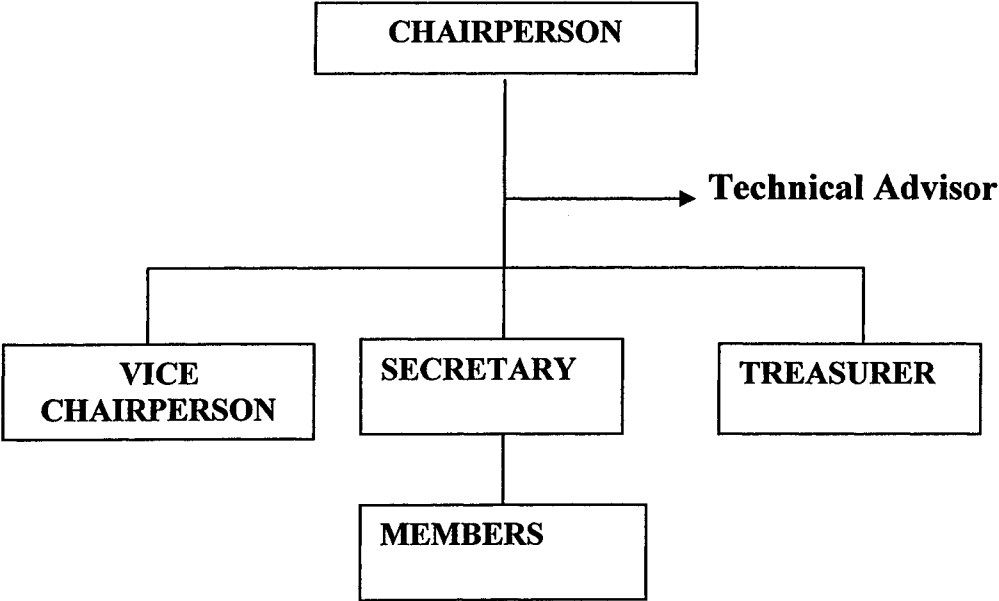 CHAIRPERSON
Technical Advisor
VICE
CHAIRPERSON
SECRETARY
TREASURER
MEMBERS